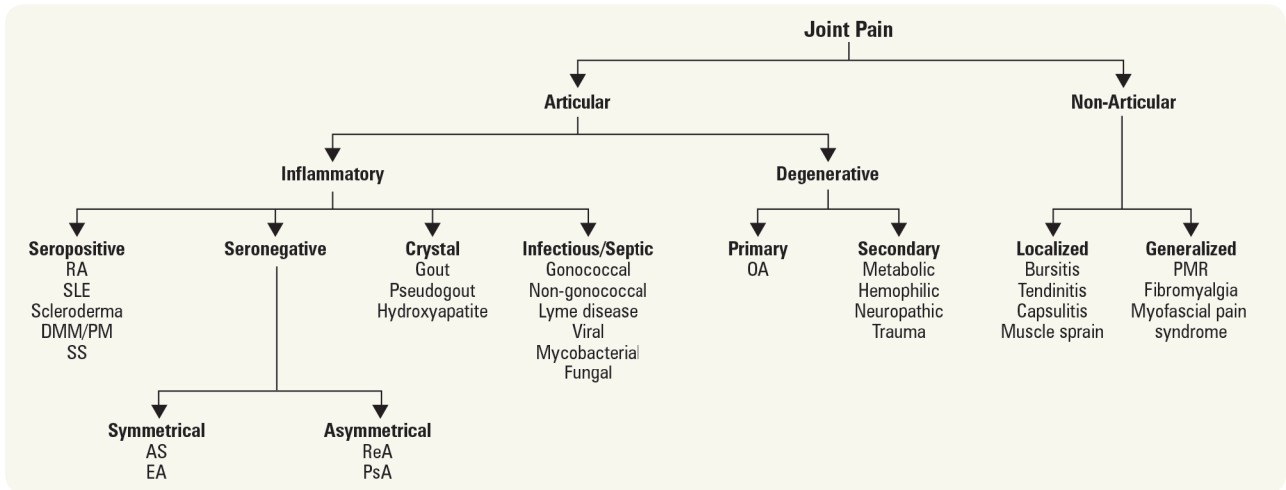 Joint Pain
Articular
Non-Articular
Inflammatory
Degenerative
Seropositive
RA
SLE
Scleroderma
DMM/PM
SS
Seronegative
Crystal
Gout
Pseudogout
Hydroxyapatite
Infectious/Septic
Gonococcal
Non-gonococcal
Lyme disease
Viral
Mycobacterial
Fungal
Primary
OA
Secondary
Metabolic
Hemophilic
Neuropathic
Trauma
Localized
Bursitis
Tendinitis
Capsulitis
Muscle sprain
Generalized
PMR
Fibromyalgia
Myofascial pain
syndrome
Symmetrical
AS
EA
Asymmetrical
ReA
PsA